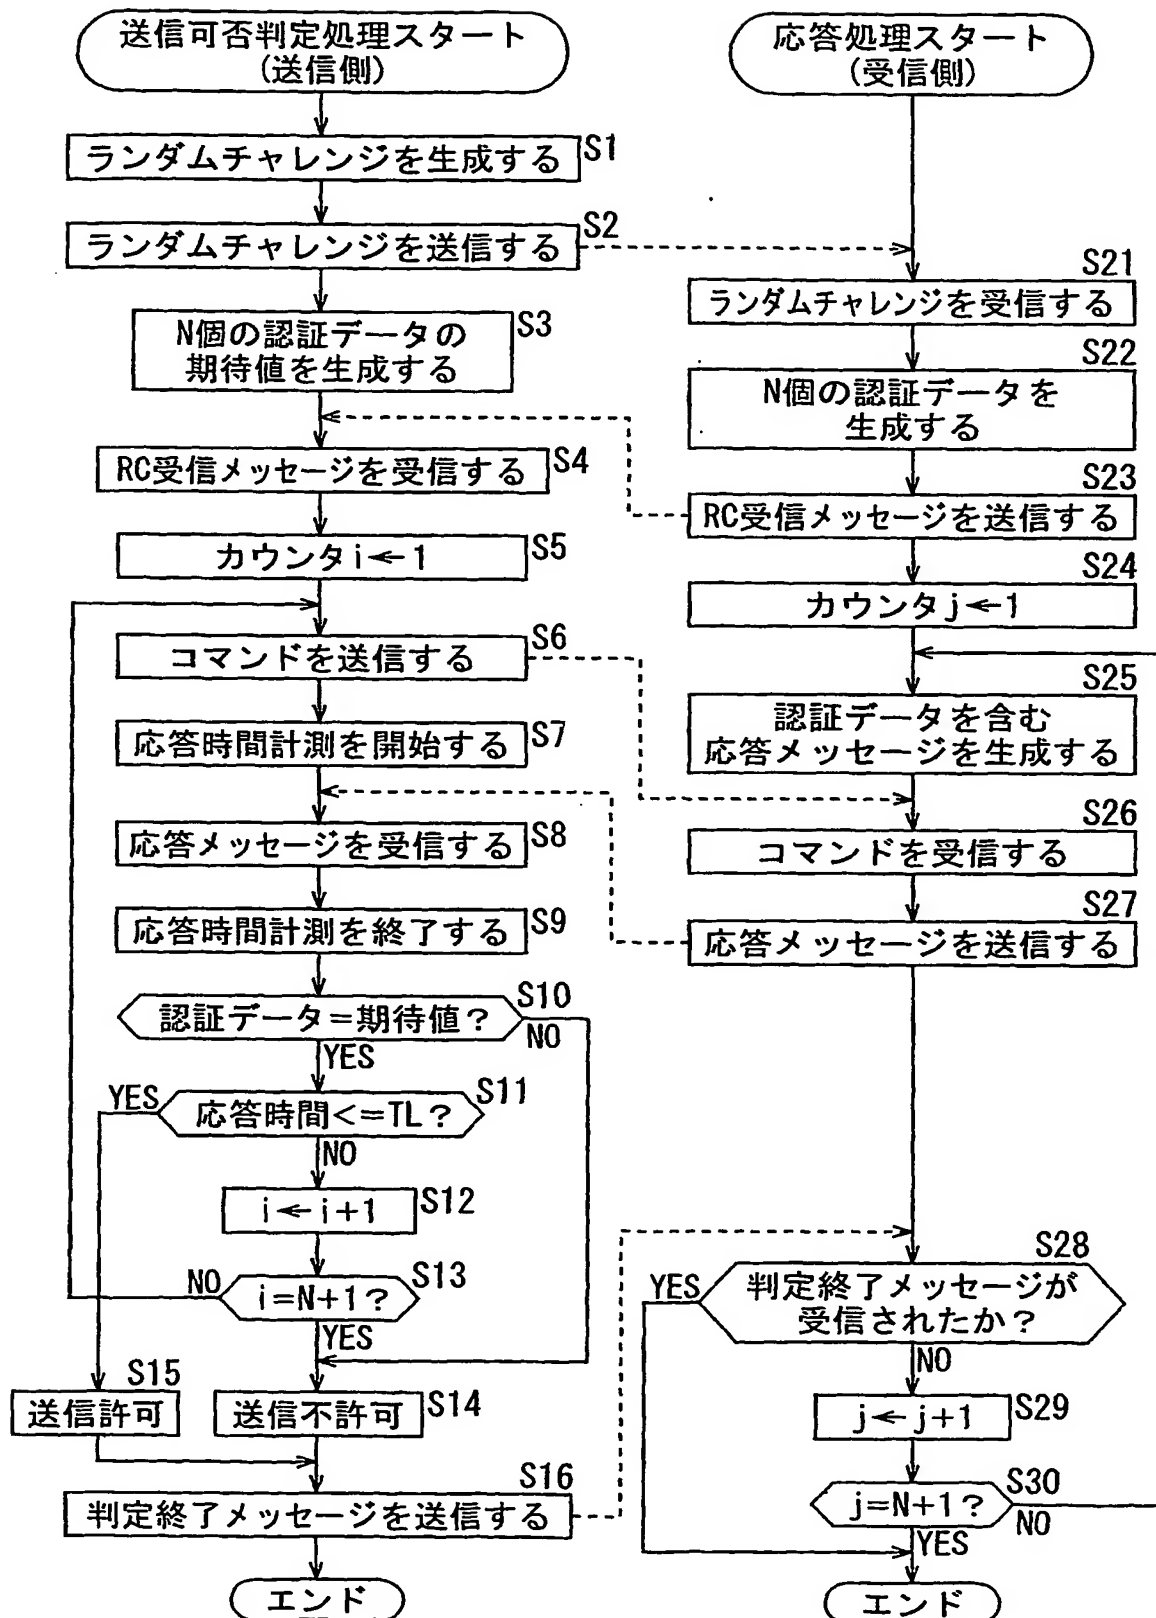 送信可否判定処理スタート
(送信側)
ランダムチャレンジを生成する
S1
ランダムチャレンジを送信する
S2
N個の認証データの
期待値を生成する
S3
RC受信メッセージを受信する
S4
カウンタi←1
S5
コマンドを送信する
S6
応答時間計測を開始する
S7
応答メッセージを受信する
S8
応答時間計測を終了する
S9
認証データ=期待値?
S10
NO
YES
応答時間<=TL?
S11
YES
NO
i←i+1
S12
i=N+1?
S13
NO
YES
送信許可
S15
送信不許可
S14
判定終了メッセージを送信する
S16
エンド
応答処理スタート
(受信側)
S21
ランダムチャレンジを受信する
S22
N個の認証データを
生成する
S23
RC受信メッセージを送信する
S24
カウンタj←1
S25
認証データを含む
応答メッセージを生成する
S26
コマンドを受信する
S27
応答メッセージを送信する
S28
判定終了メッセージが
受信されたか?
YES
NO
j←j+1
S29
j=N+1?
S30
NO
YES
エンド